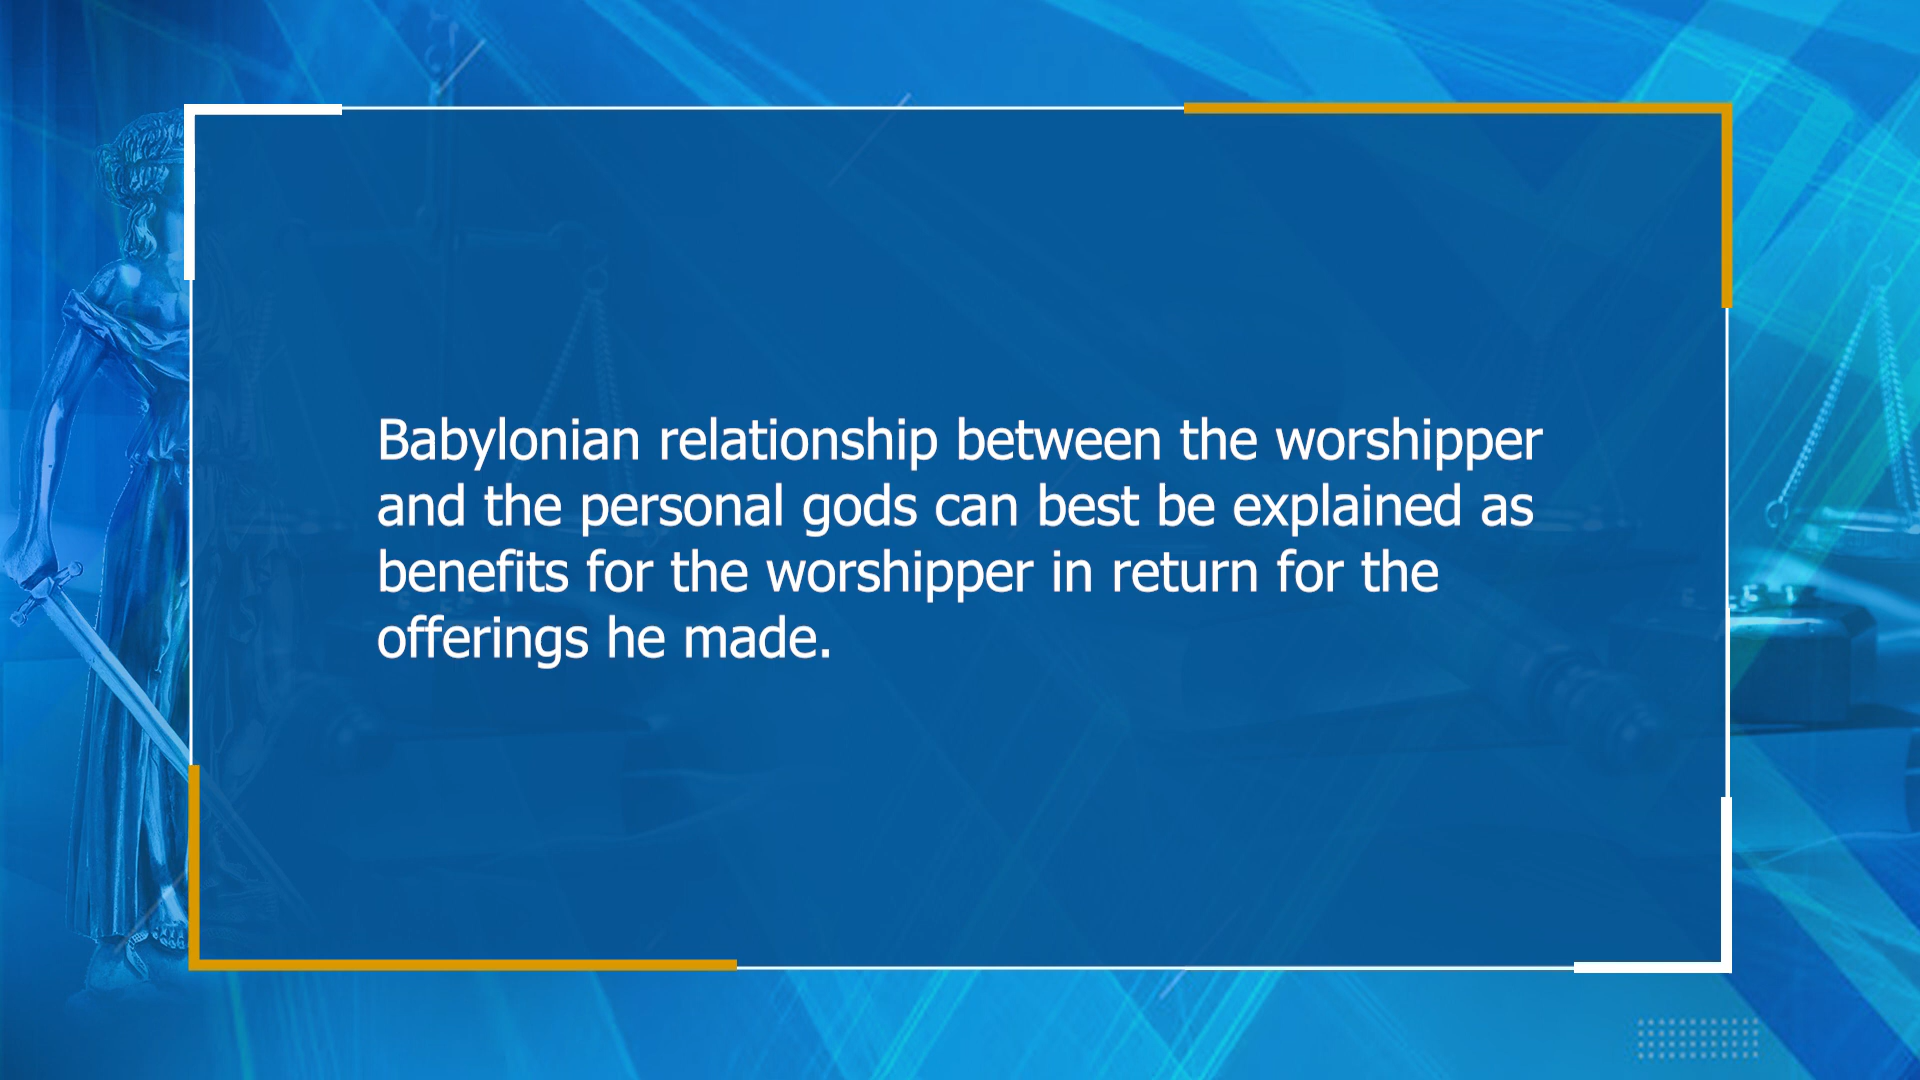 Babylonian relationship between the worshipper
and the personal gods can best be explained as
benefits for the worshipper in return for the
offerings he made.